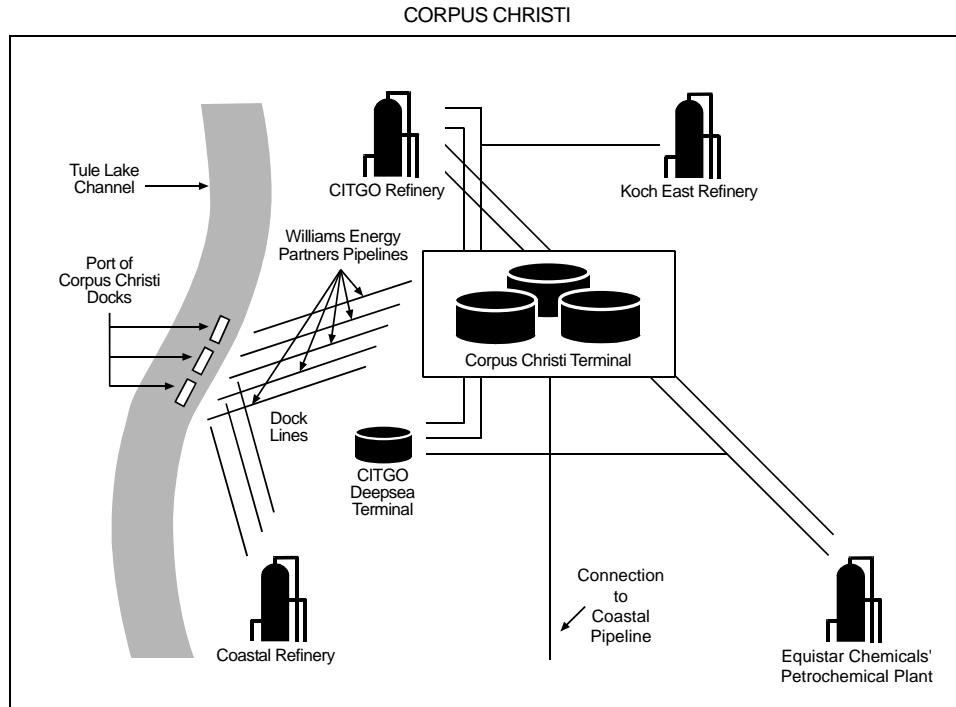 CORPUS CHRISTI
Tule Lake
Channel
CITGO Refinery
Koch East Refinery
Williams Energy
Partners Pipelines
Port of
Corpus Christi
Docks
Corpus Christi Terminal
Dock
Lines
CITGO
Deepsea
Terminal
Connection
to
Coastal
Pipeline
Coastal Refinery
Equistar Chemicals'
Petrochemical Plant